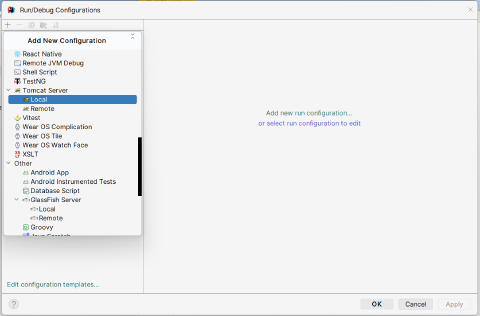 Run/Debug Configurations
Add New Configuration
React Native
Remote JVM Debug
Shell Script
TestNG
Tomcat Server
Local
Remote
Vitest
Wear OS Complication
Wear OS Tile
Wear OS Watch Face
XSLT
Other
Android App
Android Instrumented Tests
Database Script
GlassFish Server
Local
Remote
Groovy
Add new run configuration...
or select run configuration to edit
Edit configuration templates...
?
OK
Cancel
Apply